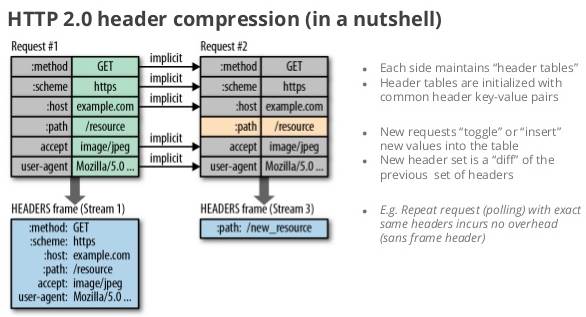 HTTP 2.0 header compression (in a nutshell)
Request #1
:method GET
:scheme https
:host example.com
:path /resource
accept image/jpeg
user-agent Mozilla/5.0 ...
implicit
implicit
implicit
implicit
implicit
Request #2
:method GET
:scheme https
:host example.com
:path /resource
accept image/jpeg
user-agent Mozilla/5.0 ...
HEADERS frame (Stream 1)
:method: GET
:scheme: https
:host: example.com
:path: /resource
accept: image/jpeg
user-agent: Mozilla/5.0 ...
HEADERS frame (Stream 3)
:path: /new_resource
• Each side maintains “header tables”
• Header tables are initialized with
common header key-value pairs
• New requests “toggle” or “insert”
new values into the table
• New header set is a “diff” of the
previous set of headers
• E.g. Repeat request (polling) with exact
same headers incurs no overhead
(sans frame header)